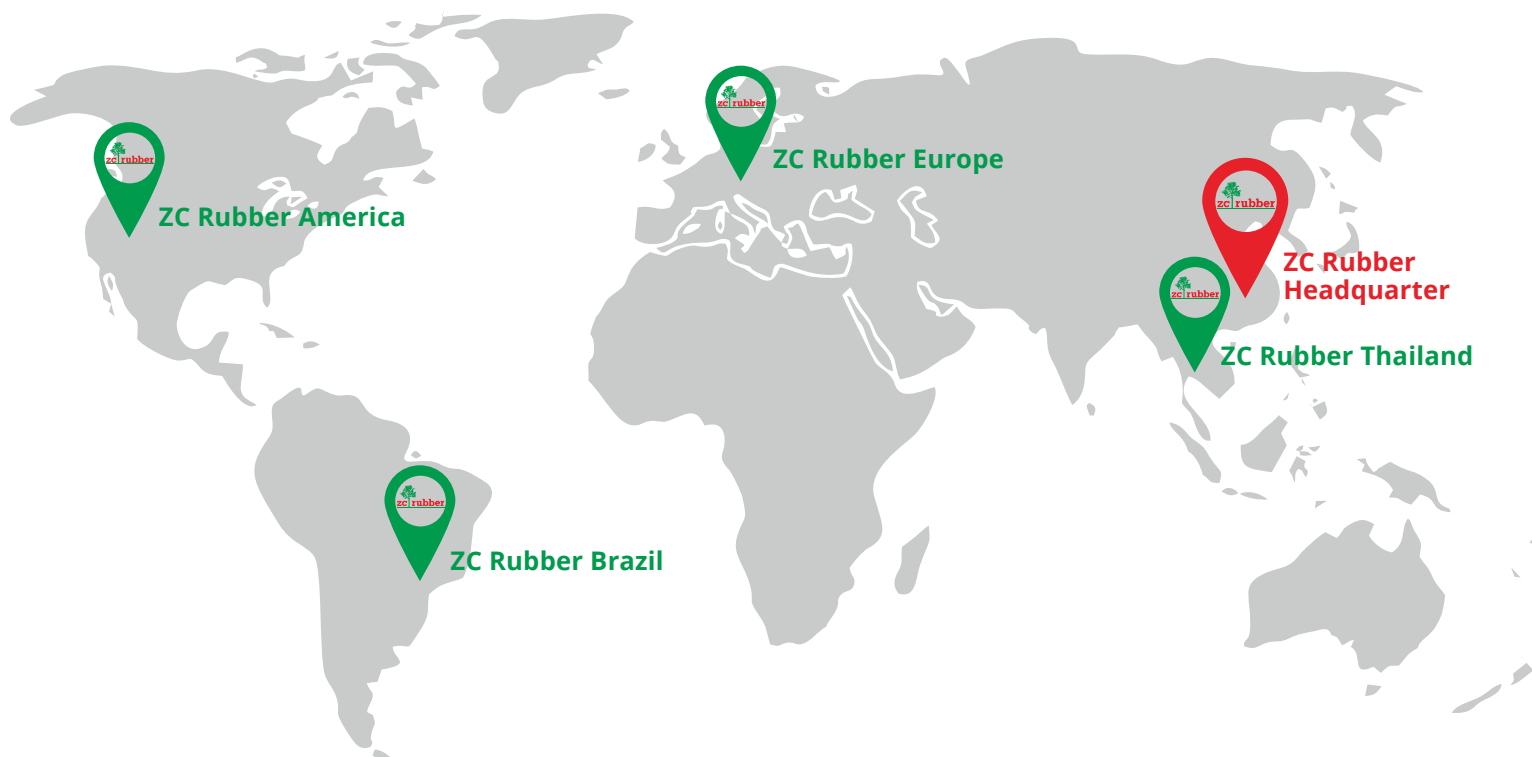 zc rubber
ZC Rubber Europe
zc rubber
ZC Rubber America
zc rubber
ZC Rubber
Headquarter
zc rubber
ZC Rubber Thailand
zc rubber
ZC Rubber Brazil